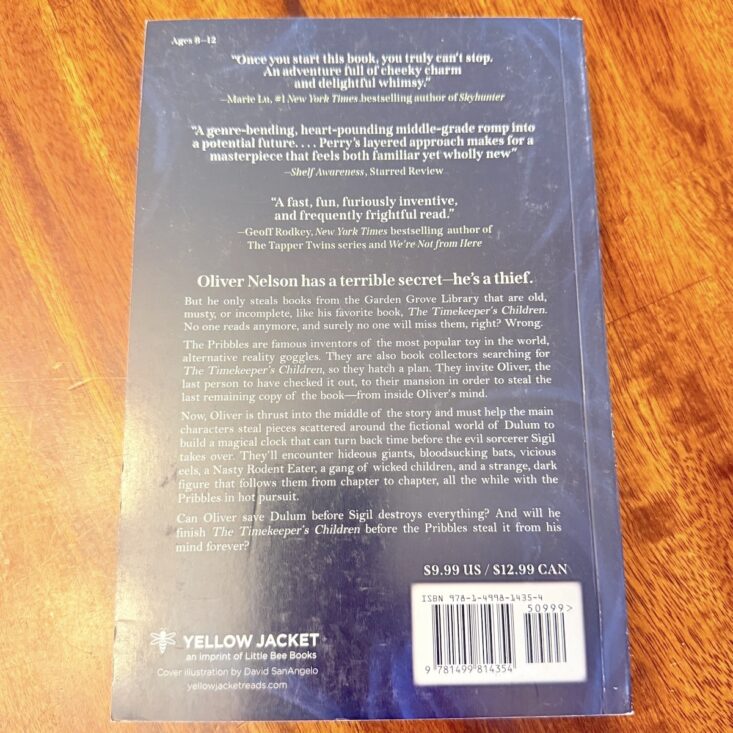 Ages 8–12
"Once you start this book, you truly can't stop.
An adventure full of cheeky charm
and delightful whimsy."
—Marie Lu, #1 New York Times bestselling author of Skyhunter
"A genre-bending, heart-pounding middle-grade romp into
a potential future. . . . Perry's layered approach makes for a
masterpiece that feels both familiar yet wholly new"
—Shelf Awareness, Starred Review
"A fast, fun, furiously inventive,
and frequently frightful read."
—Geoff Rodkey, New York Times bestselling author of
The Tapper Twins series and We're Not from Here
Oliver Nelson has a terrible secret—he's a thief.
But he only steals books from the Garden Grove Library that are old,
musty, or incomplete, like his favorite book, The Timekeeper's Children.
No one reads anymore, and surely no one will miss them, right? Wrong.
The Pribbles are famous inventors of the most popular toy in the world,
alternative reality goggles. They are also book collectors searching for
The Timekeeper's Children, so they hatch a plan. They invite Oliver, the
last person to have checked it out, to their mansion in order to steal the
last remaining copy of the book—from inside Oliver's mind.
Now, Oliver is thrust into the middle of the story and must help the main
characters steal pieces scattered around the fictional world of Dulum to
build a magical clock that can turn back time before the evil sorcerer Sigil
takes over. They'll encounter hideous giants, bloodsucking bats, vicious
eels, a Nasty Rodent Eater, a gang of wicked children, and a strange, dark
figure that follows them from chapter to chapter, all the while with the
Pribbles in hot pursuit.
Can Oliver save Dulum before Sigil destroys everything? And will he
finish The Timekeeper's Children before the Pribbles steal it from his
mind forever?
$9.99 US / $12.99 CAN
ISBN 978-1-4998-1435-4
50999>
9 781499 814354
YELLOW JACKET
an imprint of Little Bee Books
Cover illustration by David SanAngelo
yellowjacketreads.com